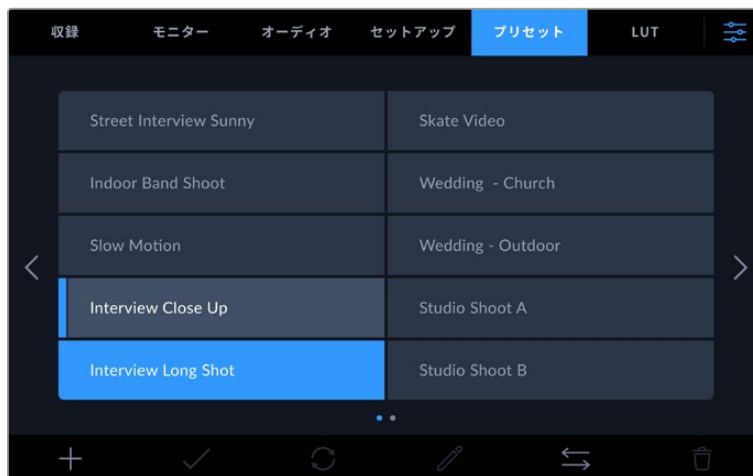 収録 モニター オーディオ セットアップ プリセット LUT
Street Interview Sunny Skate Video
Indoor Band Shoot Wedding - Church
Slow Motion Wedding - Outdoor
Interview Close Up Studio Shoot A
Interview Long Shot Studio Shoot B